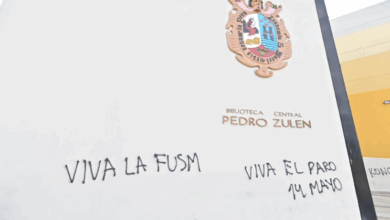 BIBLIOTECA CENTRAL
PEDRO ZULEN
VIVA LA FUSM
VIVA EL PARO
14 MAYO